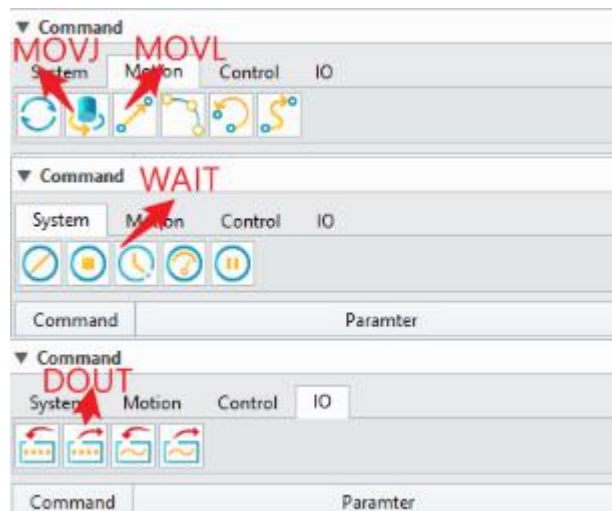 ▼ Command
MOVJ MOVL
System Motion Control IO
▼ Command
WAIT
System Motion Control IO
Command Paramter
▼ Command
DOUT
System Motion Control IO
Command Paramter